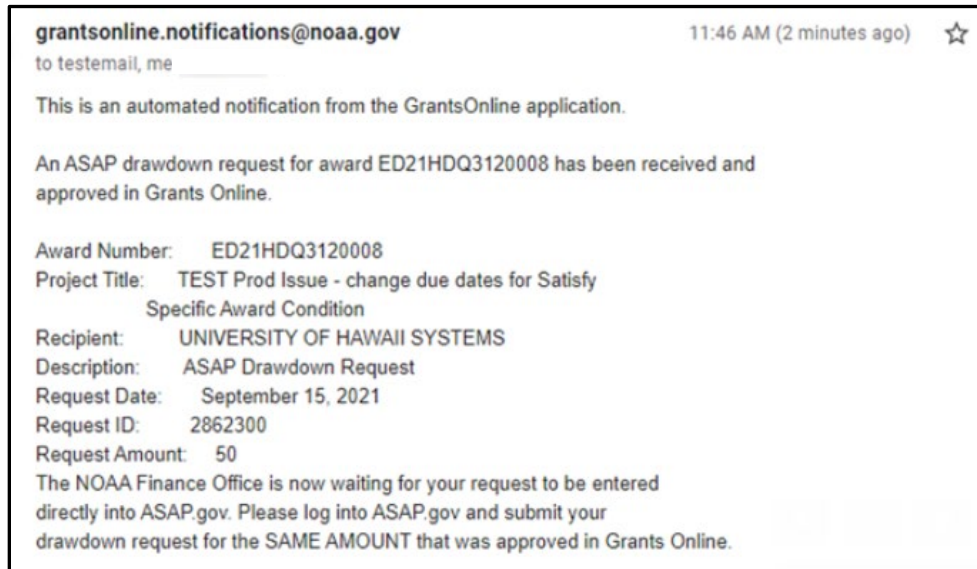 grantsonline.notifications@noaa.gov 11:46 AM (2 minutes ago)
to testemail, me
This is an automated notification from the GrantsOnline application.
An ASAP drawdown request for award ED21HDQ3120008 has been received and
approved in Grants Online.
Award Number: ED21HDQ3120008
Project Title: TEST Prod Issue - change due dates for Satisfy
Specific Award Condition
Recipient: UNIVERSITY OF HAWAII SYSTEMS
Description: ASAP Drawdown Request
Request Date: September 15, 2021
Request ID: 2862300
Request Amount: 50
The NOAA Finance Office is now waiting for your request to be entered
directly into ASAP.gov. Please log into ASAP.gov and submit your
drawdown request for the SAME AMOUNT that was approved in Grants Online.